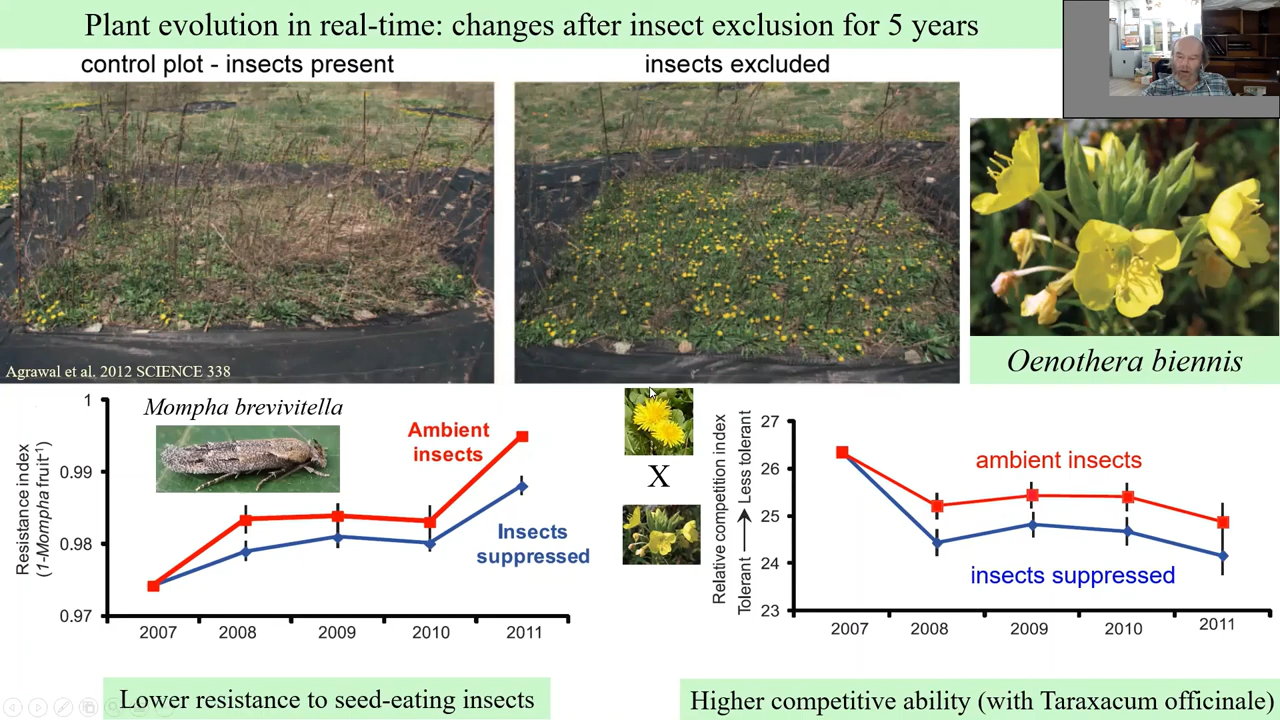 Plant evolution in real-time: changes after insect exclusion for 5 years
control plot - insects present
insects excluded
Agrawal et al. 2012 SCIENCE 338
Oenothera biennis
Resistance index
(1-Mompha fruit⁻¹)
1
0.99
0.98
0.97
Mompha brevivitella
Ambient
insects
Insects
suppressed
2007 2008 2009 2010 2011
X
Relative competition index
Tolerant → Less tolerant
27
26
25
24
23
ambient insects
insects suppressed
2007 2008 2009 2010 2011
Lower resistance to seed-eating insects
Higher competitive ability (with Taraxacum officinale)